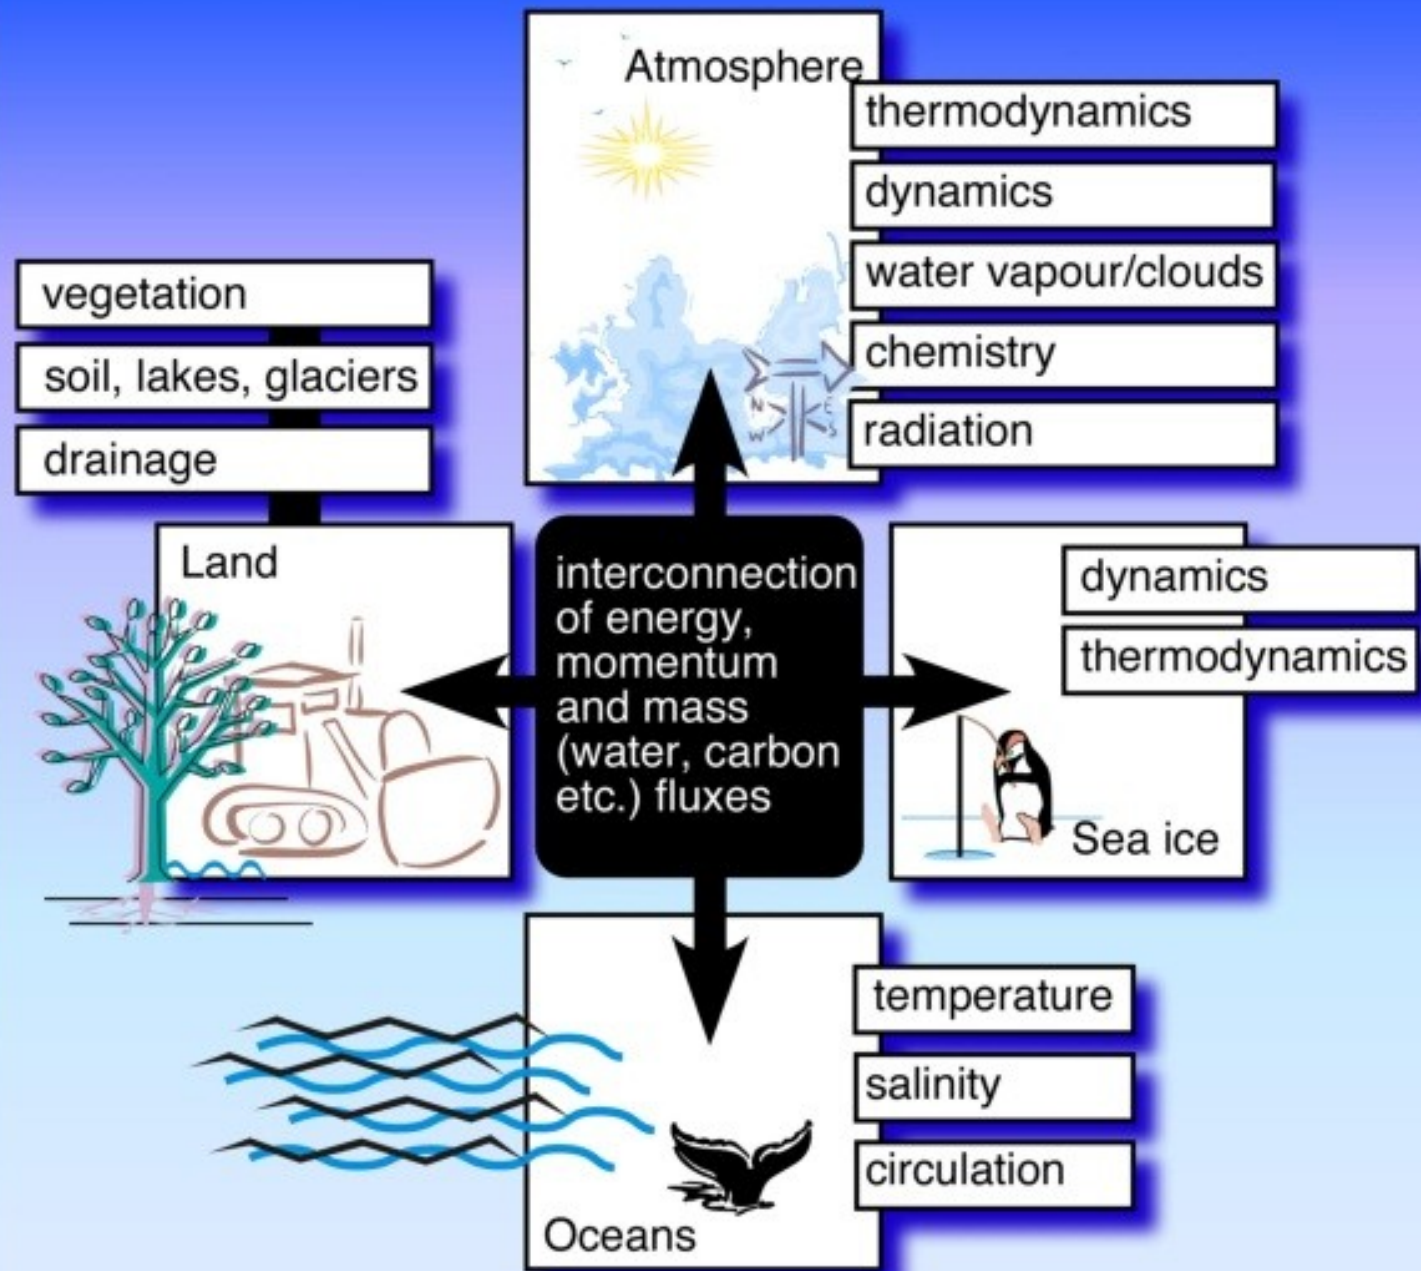 Atmosphere
thermodynamics
dynamics
water vapour/clouds
chemistry
radiation
N
E
W
S
vegetation
soil, lakes, glaciers
drainage
Land
interconnection
of energy,
momentum
and mass
(water, carbon
etc.) fluxes
dynamics
thermodynamics
Sea ice
temperature
salinity
circulation
Oceans